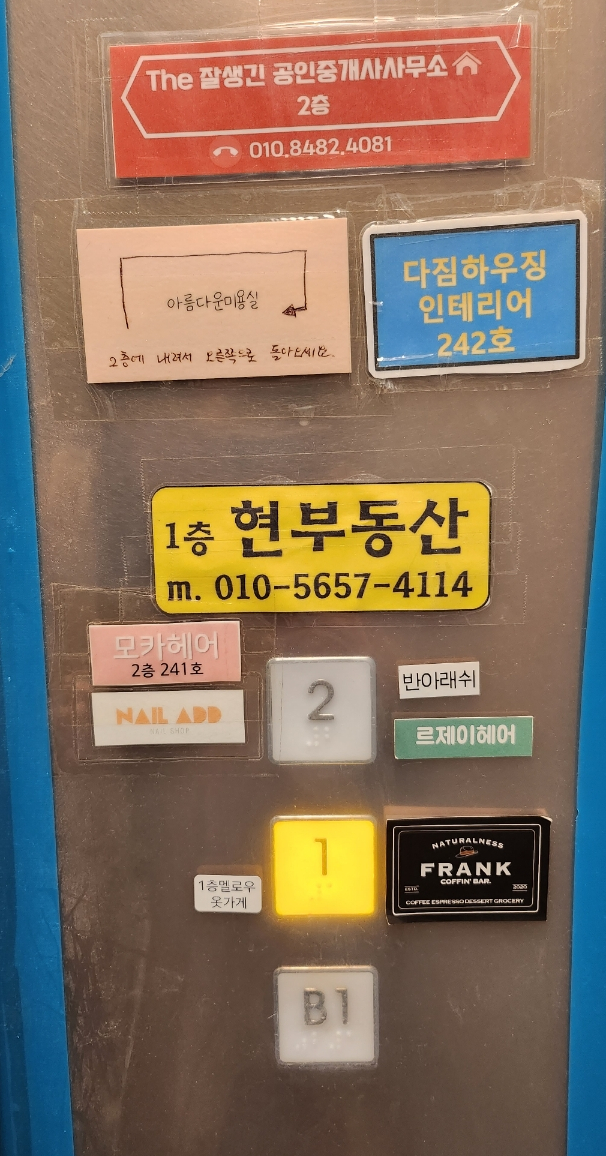 The 잘생긴 공인중개사사무소
2층
010.8482.4081
아름다운미용실
2층에 내려서 오른쪽으로 돌아오세요.
다짐하우징
인테리어
242호
1층 현부동산
m. 010-5657-4114
모카헤어
2층 241호
NAIL ADD
NAIL SHOP
2
반아래쉬
르제이헤어
1
1층멜로우
옷가게
NATURALNESS
FRANK
COFFIN' BAR.
ESTD. 2020
COFFEE ESPRESSO DESSERT GROCERY
B1